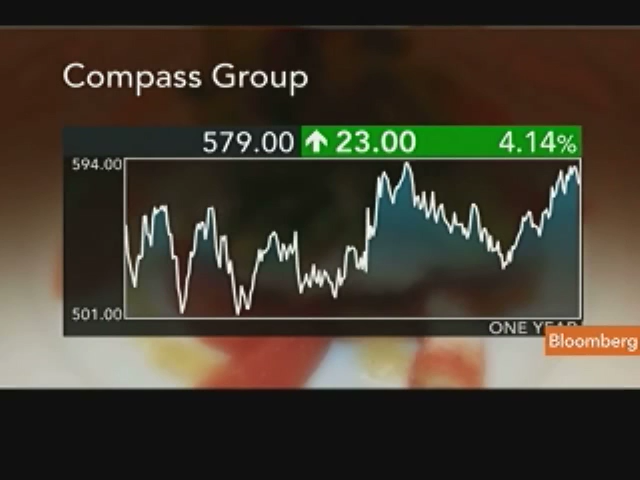 Compass Group
579.00 23.00 4.14%
594.00
501.00
ONE YEAR
Bloomberg